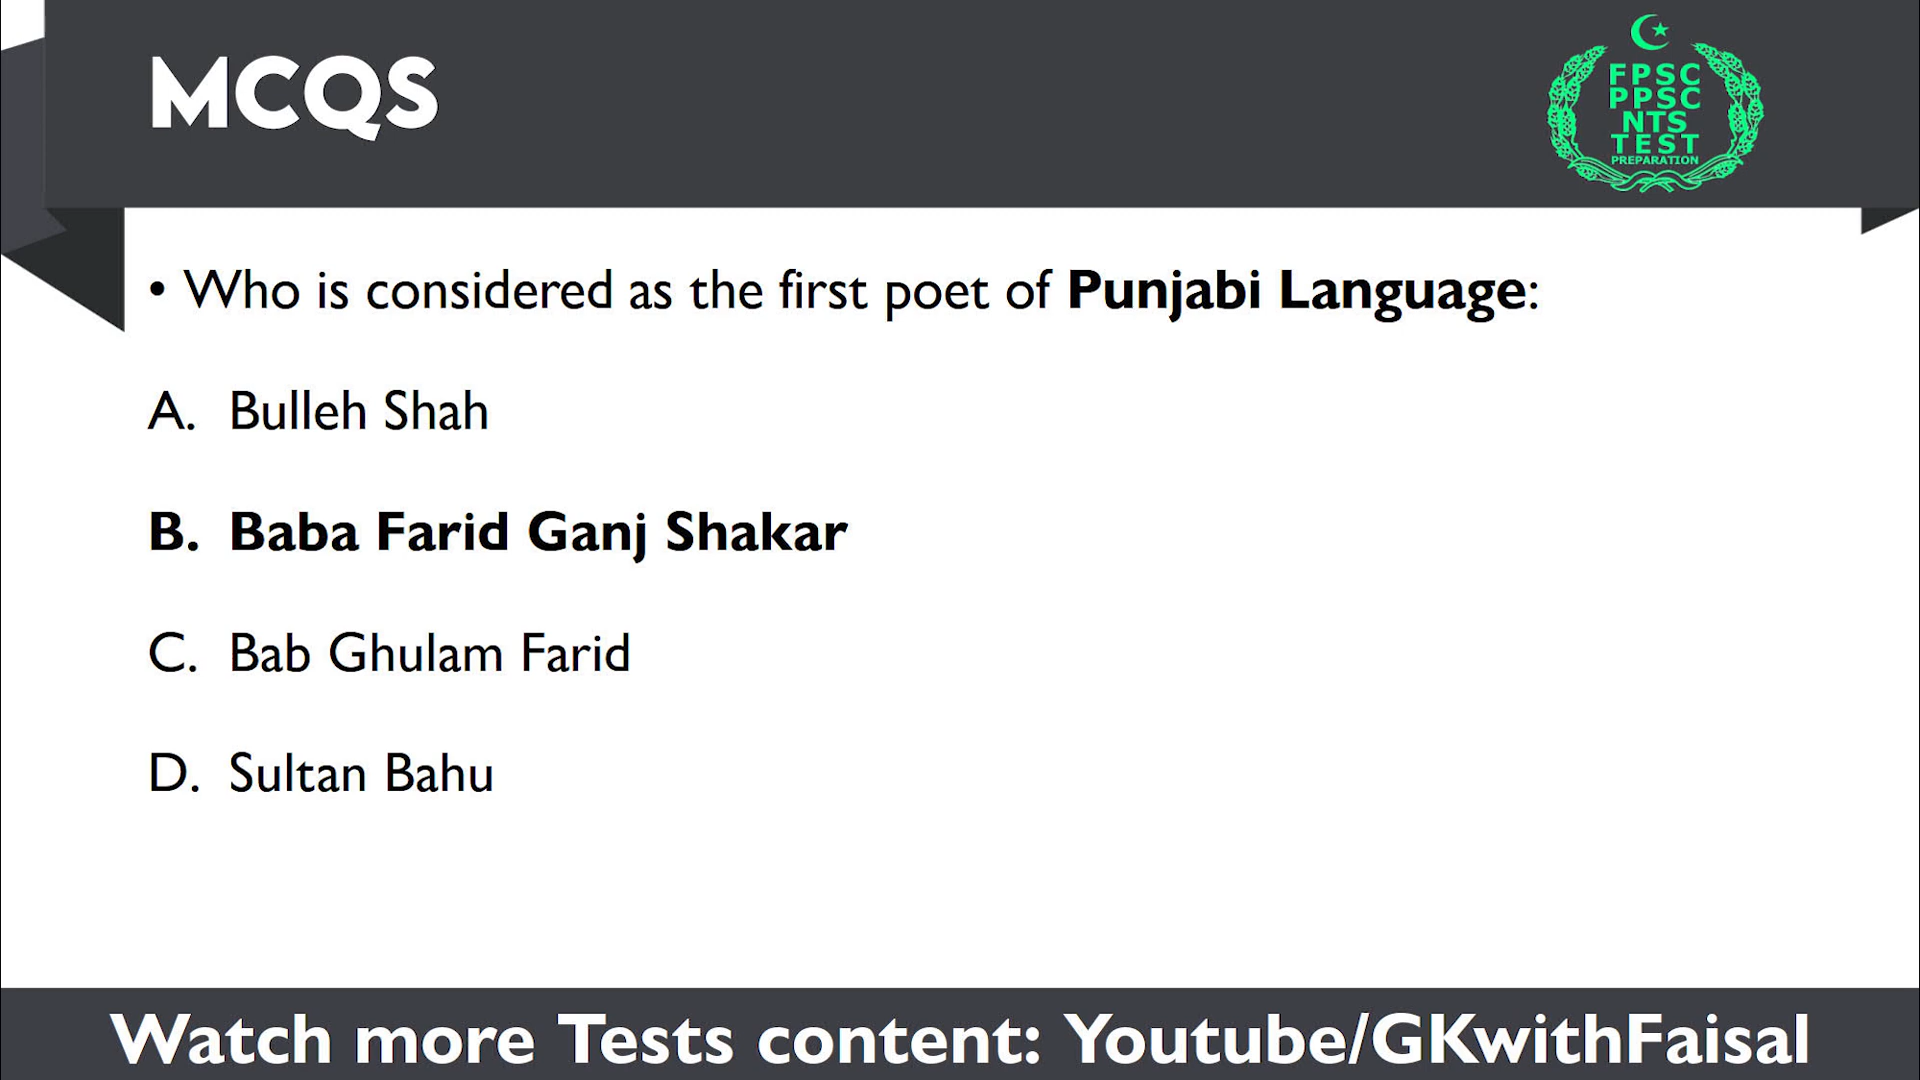 MCQS
FPSC
PPSC
NTS
TEST
PREPARATION
• Who is considered as the first poet of Punjabi Language:
A. Bulleh Shah
B. Baba Farid Ganj Shakar
C. Bab Ghulam Farid
D. Sultan Bahu
Watch more Tests content: Youtube/GKwithFaisal